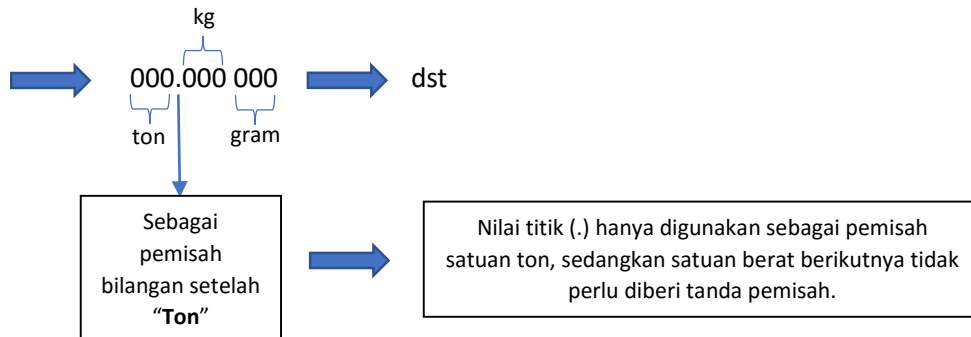 kg
000.000 000
dst
ton
gram
Sebagai
pemisah
bilangan setelah
“Ton”
Nilai titik (.) hanya digunakan sebagai pemisah
satuan ton, sedangkan satuan berat berikutnya tidak
perlu diberi tanda pemisah.